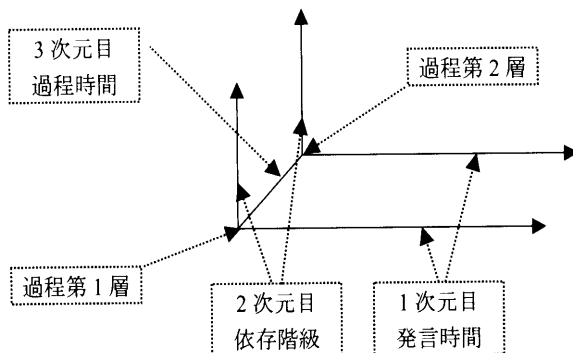 3次元目
過程時間
過程第2層
過程第1層
2次元目
依存階級
1次元目
発言時間